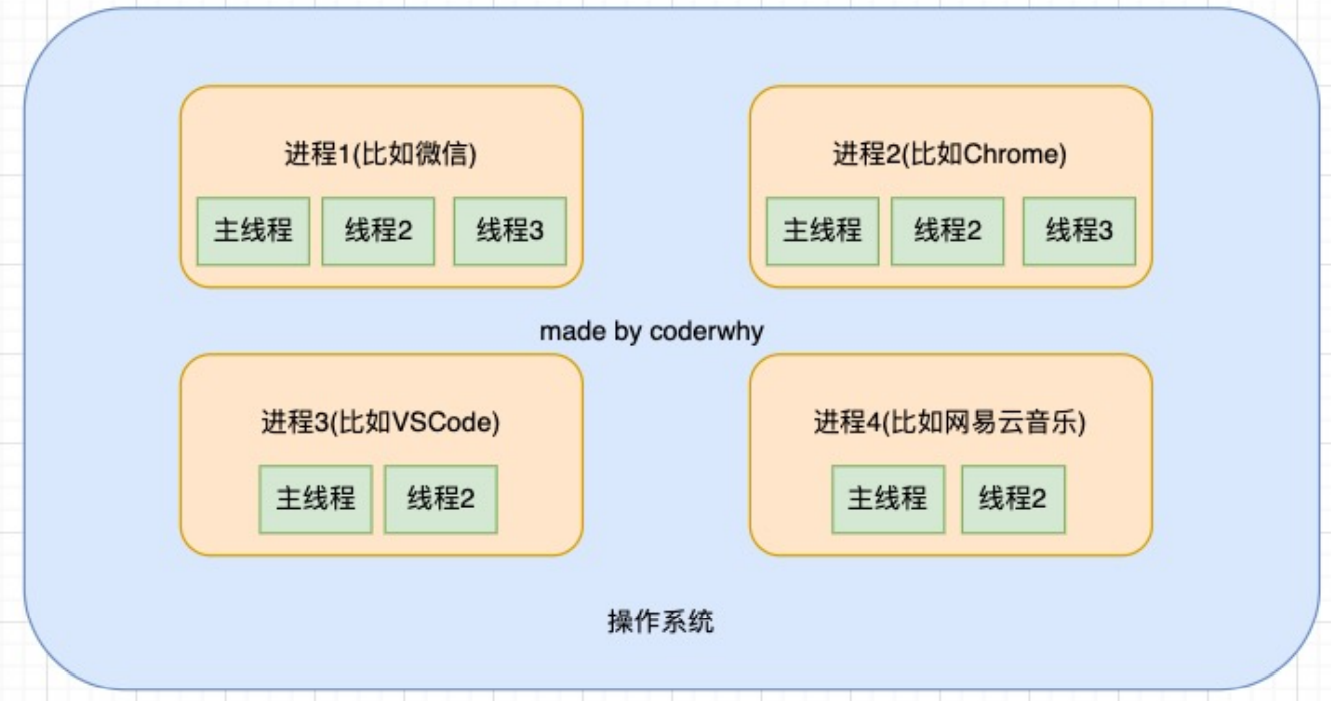 进程1(比如微信)
主线程 线程2 线程3
进程2(比如Chrome)
主线程 线程2 线程3
made by coderwhy
进程3(比如VSCode)
主线程 线程2
进程4(比如网易云音乐)
主线程 线程2
操作系统